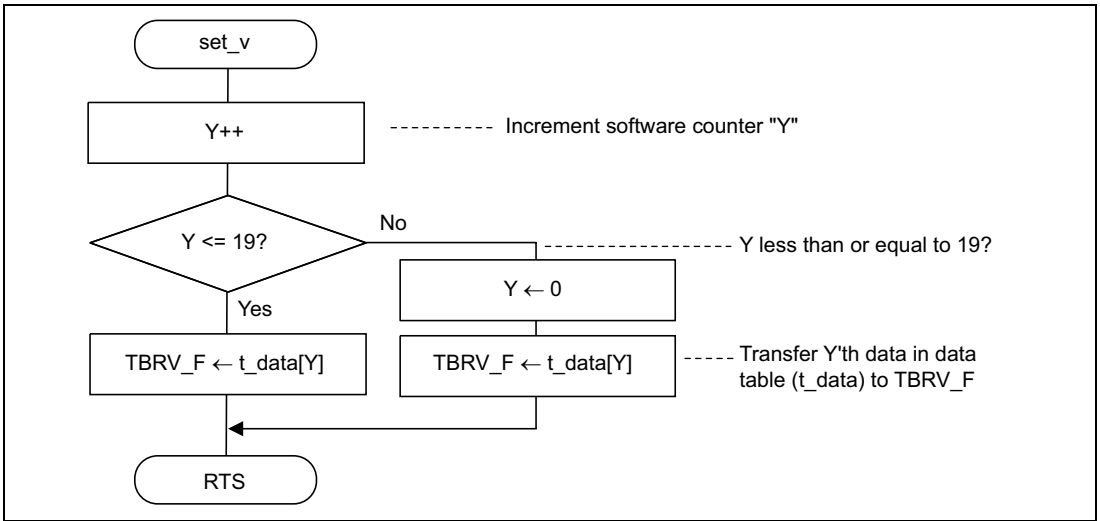 set_v
Y++
Increment software counter "Y"
Y <= 19?
No
Y less than or equal to 19?
Y ← 0
Yes
TBRV_F ← t_data[Y]
TBRV_F ← t_data[Y]
Transfer Y'th data in data
table (t_data) to TBRV_F
RTS